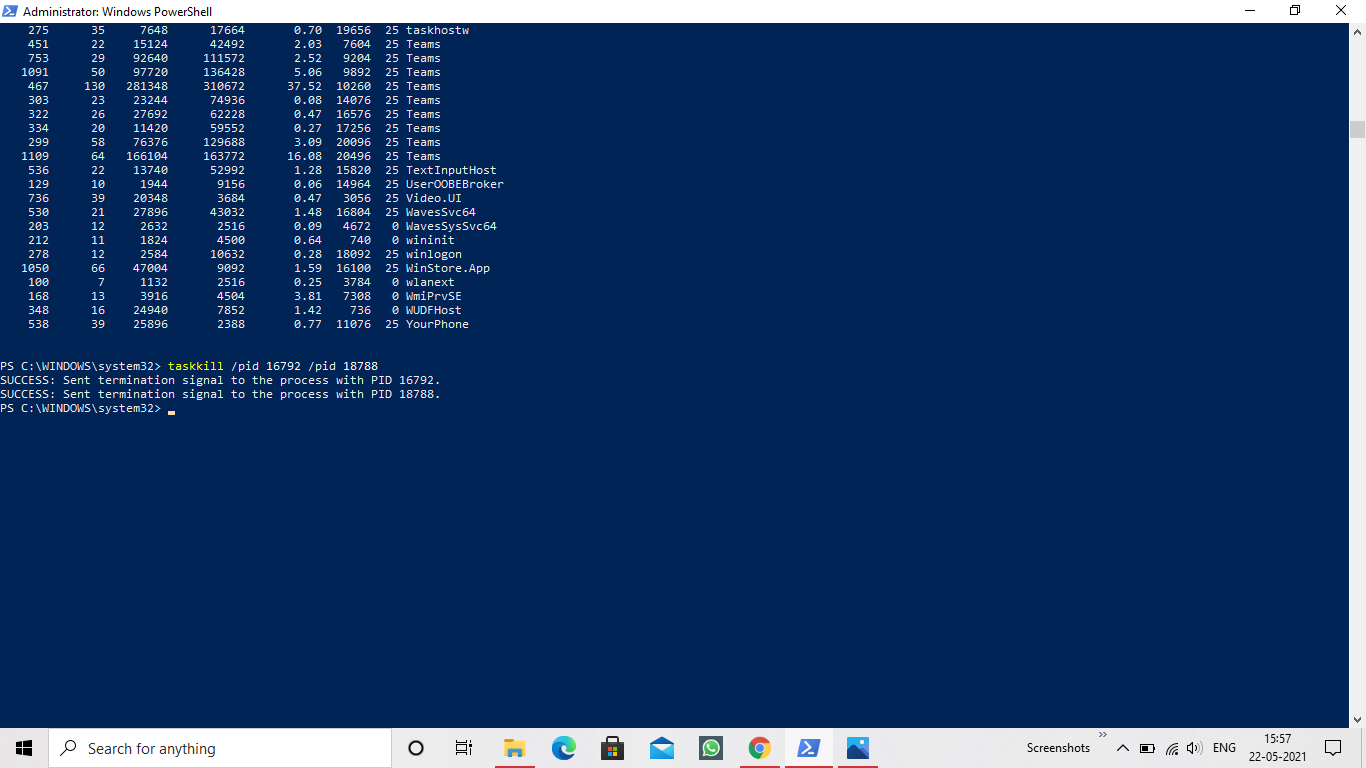 Administrator: Windows PowerShell
275 35 7648 17664 0.70 19656 25 taskhostw
451 22 15124 42492 2.03 7604 25 Teams
753 29 92640 111572 2.52 9204 25 Teams
1091 50 97720 136428 5.06 9892 25 Teams
467 130 281348 310672 37.52 10260 25 Teams
303 23 23244 74936 0.08 14076 25 Teams
322 26 27692 62228 0.47 16576 25 Teams
334 20 11420 59552 0.27 17256 25 Teams
299 58 76376 129688 3.09 20096 25 Teams
1109 64 166104 163772 16.08 20496 25 Teams
536 22 13740 52992 1.28 15820 25 TextInputHost
129 10 1944 9156 0.06 14964 25 UserOOBEBroker
736 39 20348 3684 0.47 3056 25 Video.UI
530 21 27896 43032 1.48 16804 25 WavesSvc64
203 12 2632 2516 0.09 4672 0 WavesSysSvc64
212 11 1824 4500 0.64 740 0 wininit
278 12 2584 10632 0.28 18092 25 winlogon
1050 66 47004 9092 1.59 16100 25 WinStore.App
100 7 1132 2516 0.25 3784 0 wlanext
168 13 3916 4504 3.81 7308 0 WmiPrvSE
348 16 24940 7852 1.42 736 0 WUDFHost
538 39 25896 2388 0.77 11076 25 YourPhone
PS C:\WINDOWS\system32> taskkill /pid 16792 /pid 18788
SUCCESS: Sent termination signal to the process with PID 16792.
SUCCESS: Sent termination signal to the process with PID 18788.
PS C:\WINDOWS\system32>
Search for anything
Screenshots
ENG
15:57
22-05-2021